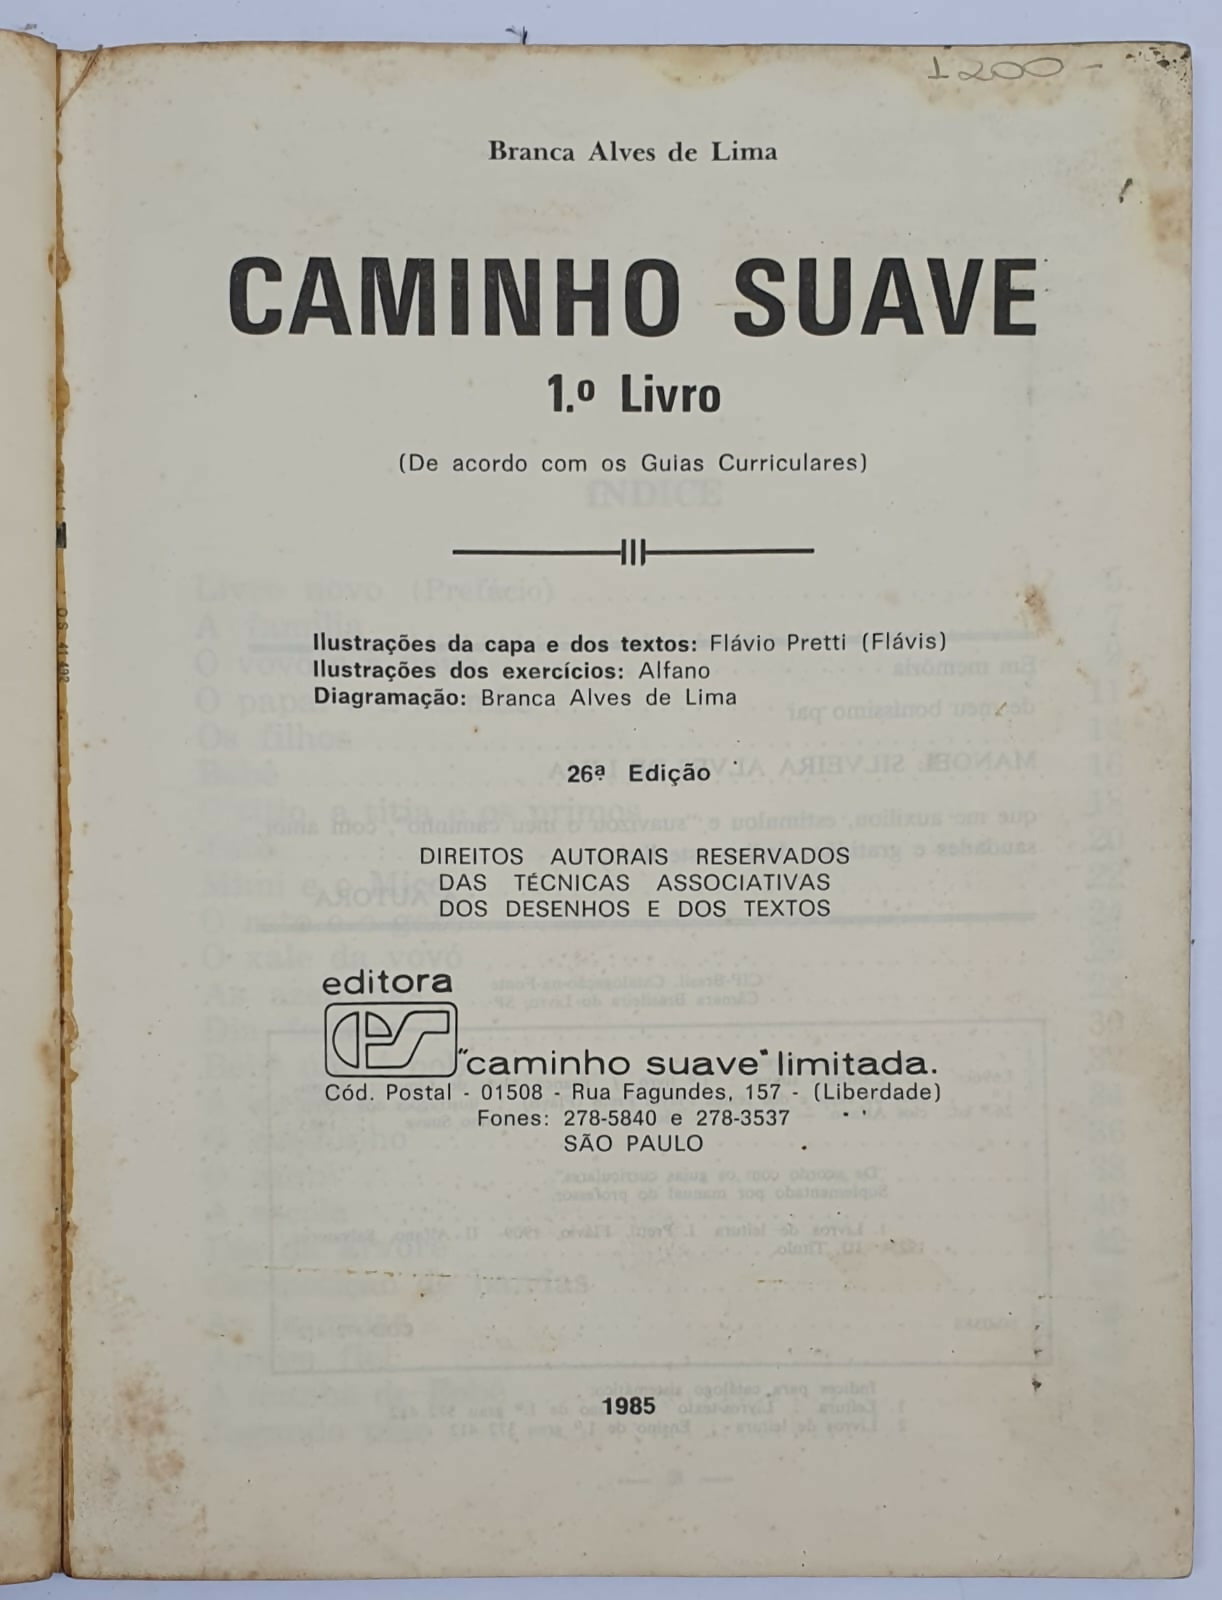 1200 -
Branca Alves de Lima
CAMINHO SUAVE
1.º Livro
(De acordo com os Guias Curriculares)
Ilustrações da capa e dos textos: Flávio Pretti (Flávis)
Ilustrações dos exercícios: Alfano
Diagramação: Branca Alves de Lima
26ª Edição
DIREITOS AUTORAIS RESERVADOS
DAS TÉCNICAS ASSOCIATIVAS
DOS DESENHOS E DOS TEXTOS
editora
"caminho suave" limitada.
Cód. Postal - 01508 - Rua Fagundes, 157 - (Liberdade)
Fones: 278-5840 e 278-3537
SÃO PAULO
1985